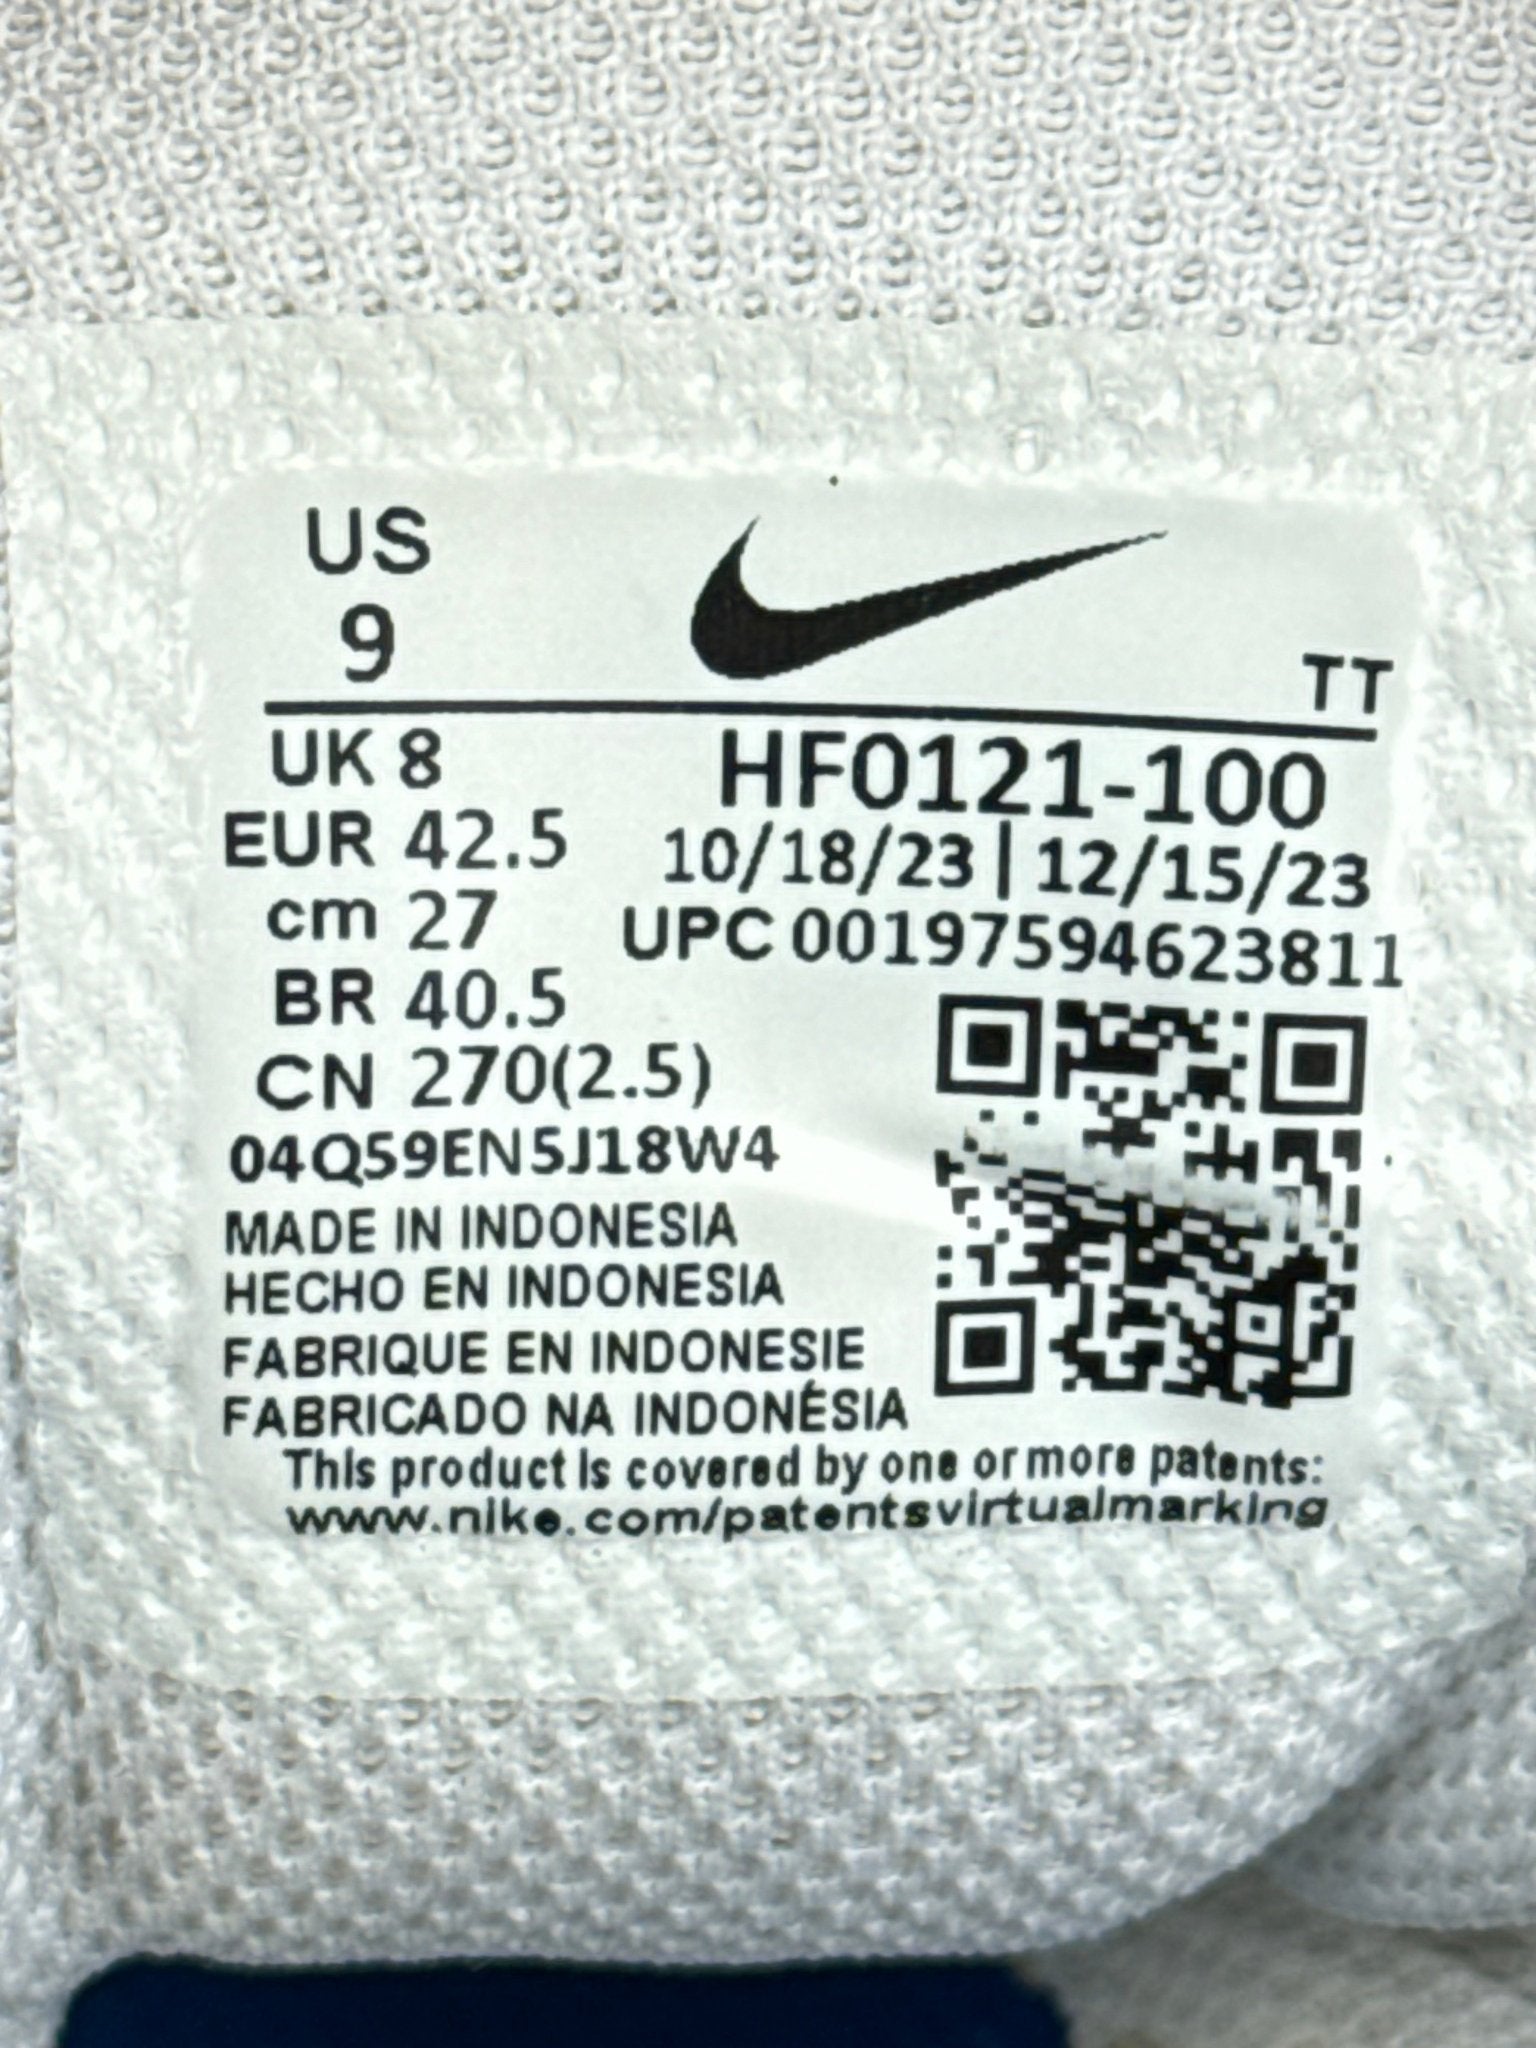 US
9
TT
UK 8
HF0121-100
EUR 42.5
10/18/23 | 12/15/23
cm 27
UPC 00197594623811
BR 40.5
CN 270(2.5)
04Q59EN5J18W4
MADE IN INDONESIA
HECHO EN INDONESIA
FABRIQUE EN INDONESIE
FABRICADO NA INDONÉSIA
This product is covered by one or more patents:
www.nike.com/patentsvirtualmarking